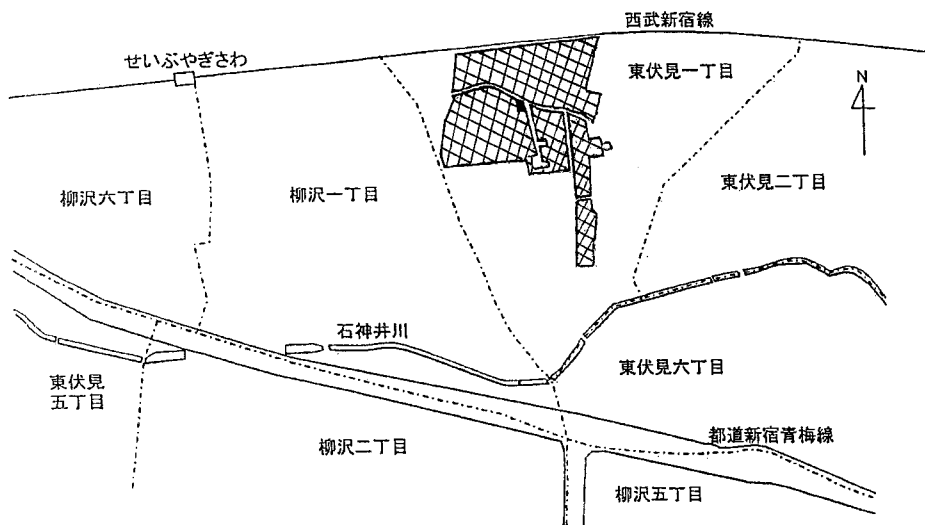 西武新宿線
せいぶやぎさわ
東伏見一丁目
N
東伏見二丁目
柳沢六丁目
柳沢一丁目
石神井川
東伏見六丁目
東伏見
五丁目
都道新宿青梅線
柳沢二丁目
柳沢五丁目